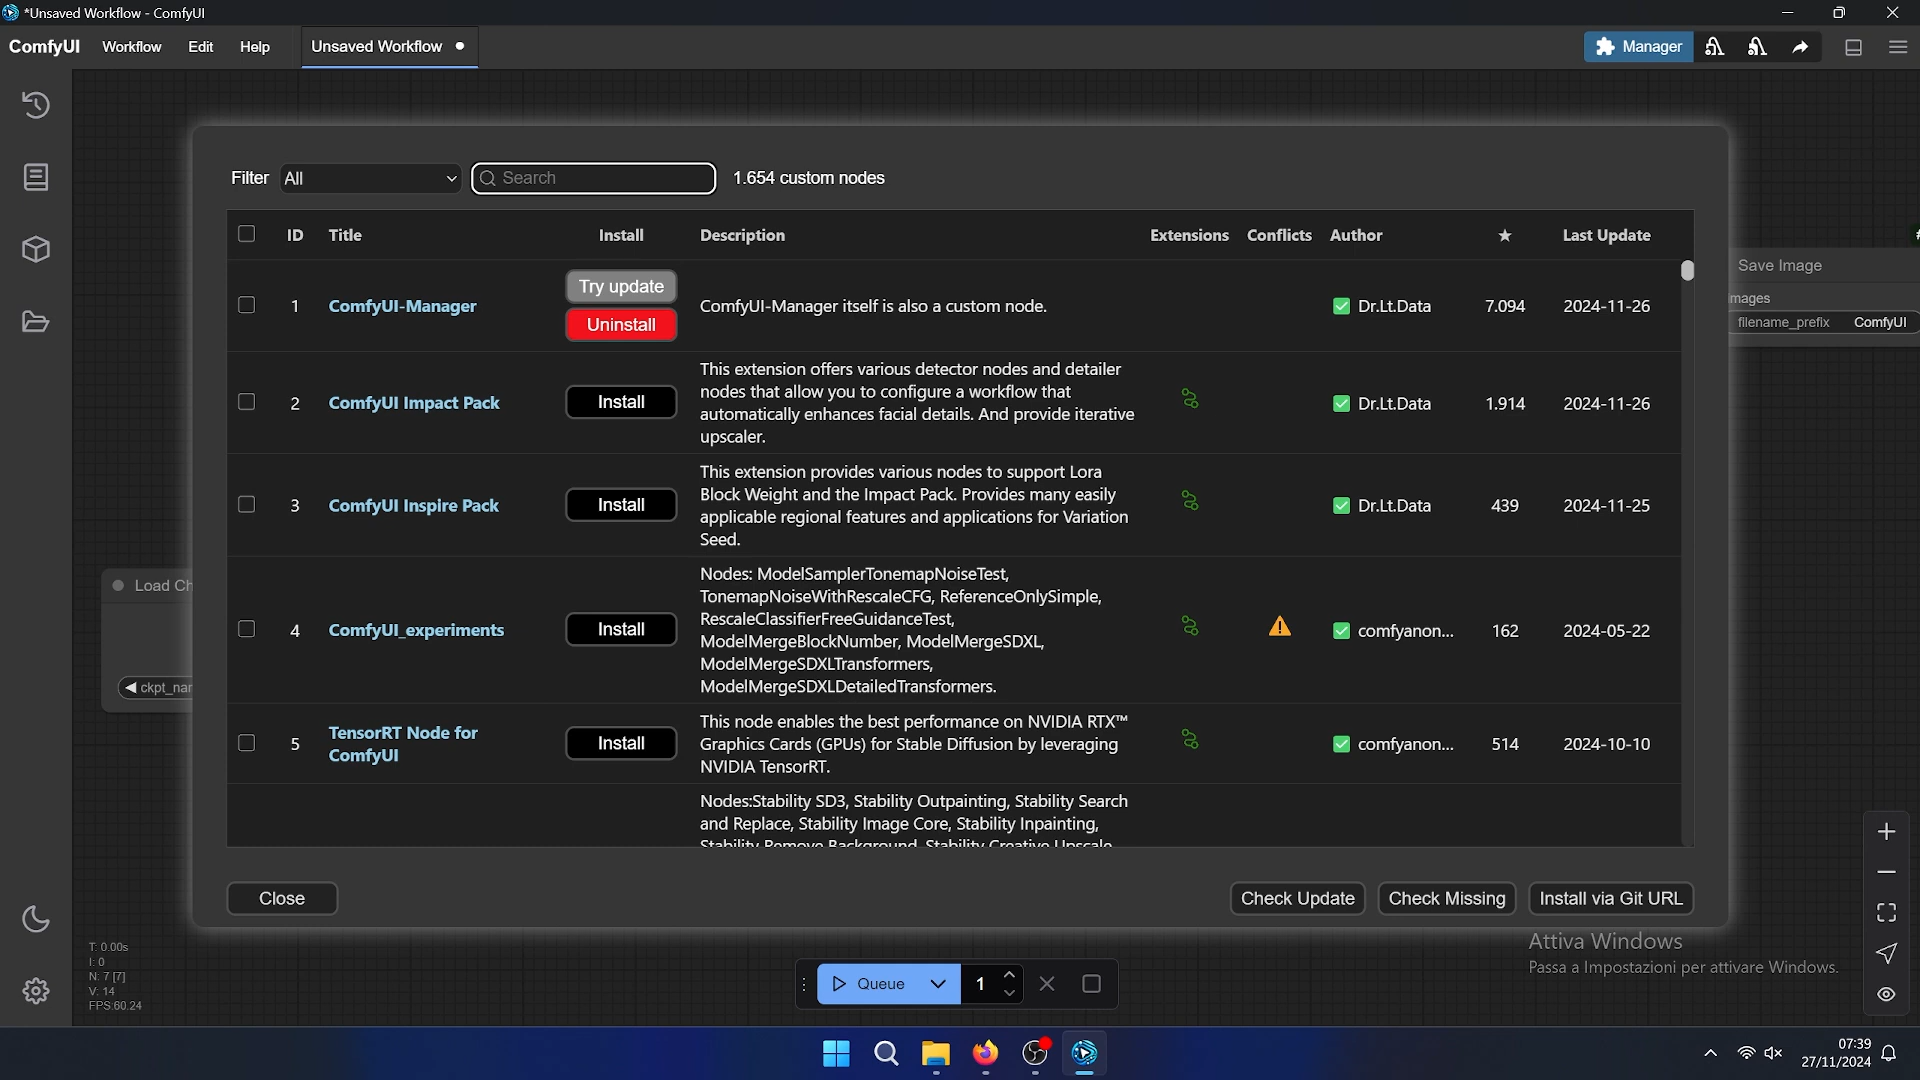 *Unsaved Workflow - ComfyUI
ComfyUI Workflow Edit Help Unsaved Workflow Manager
Filter All Search 1.654 custom nodes
ID Title Install Description Extensions Conflicts Author ★ Last Update
1 ComfyUI-Manager Try update ComfyUI-Manager itself is also a custom node. Dr.Lt.Data 7.094 2024-11-26
Uninstall
2 ComfyUI Impact Pack Install Dr.Lt.Data 1.914 2024-11-26
This extension offers various detector nodes and detailer
nodes that allow you to configure a workflow that
automatically enhances facial details. And provide iterative
upscaler.
3 ComfyUI Inspire Pack Install Dr.Lt.Data 439 2024-11-25
This extension provides various nodes to support Lora
Block Weight and the Impact Pack. Provides many easily
applicable regional features and applications for Variation
Seed.
4 ComfyUI_experiments Install comfyanon... 162 2024-05-22
Nodes: ModelSamplerTonemapNoiseTest,
TonemapNoiseWithRescaleCFG, ReferenceOnlySimple,
RescaleClassifierFreeGuidanceTest,
ModelMergeBlockNumber, ModelMergeSDXL,
ModelMergeSDXLTransformers,
ModelMergeSDXLDetailedTransformers.
5 TensorRT Node for
ComfyUI
Install comfyanon... 514 2024-10-10
This node enables the best performance on NVIDIA RTX™
Graphics Cards (GPUs) for Stable Diffusion by leveraging
NVIDIA TensorRT.
Nodes:Stability SD3, Stability Outpainting, Stability Search
and Replace, Stability Image Core, Stability Inpainting,
Stability Remove Background, Stability Creative Upscale
Close Check Update Check Missing Install via Git URL
Save Image
mages
filename_prefix ComfyUI
Load Ch
ckpt_nar
T: 0.00s
I: 0
N: 7 [7]
V: 14
FPS:60.24
Queue 1
Attiva Windows
Passa a Impostazioni per attivare Windows.
07:39
27/11/2024